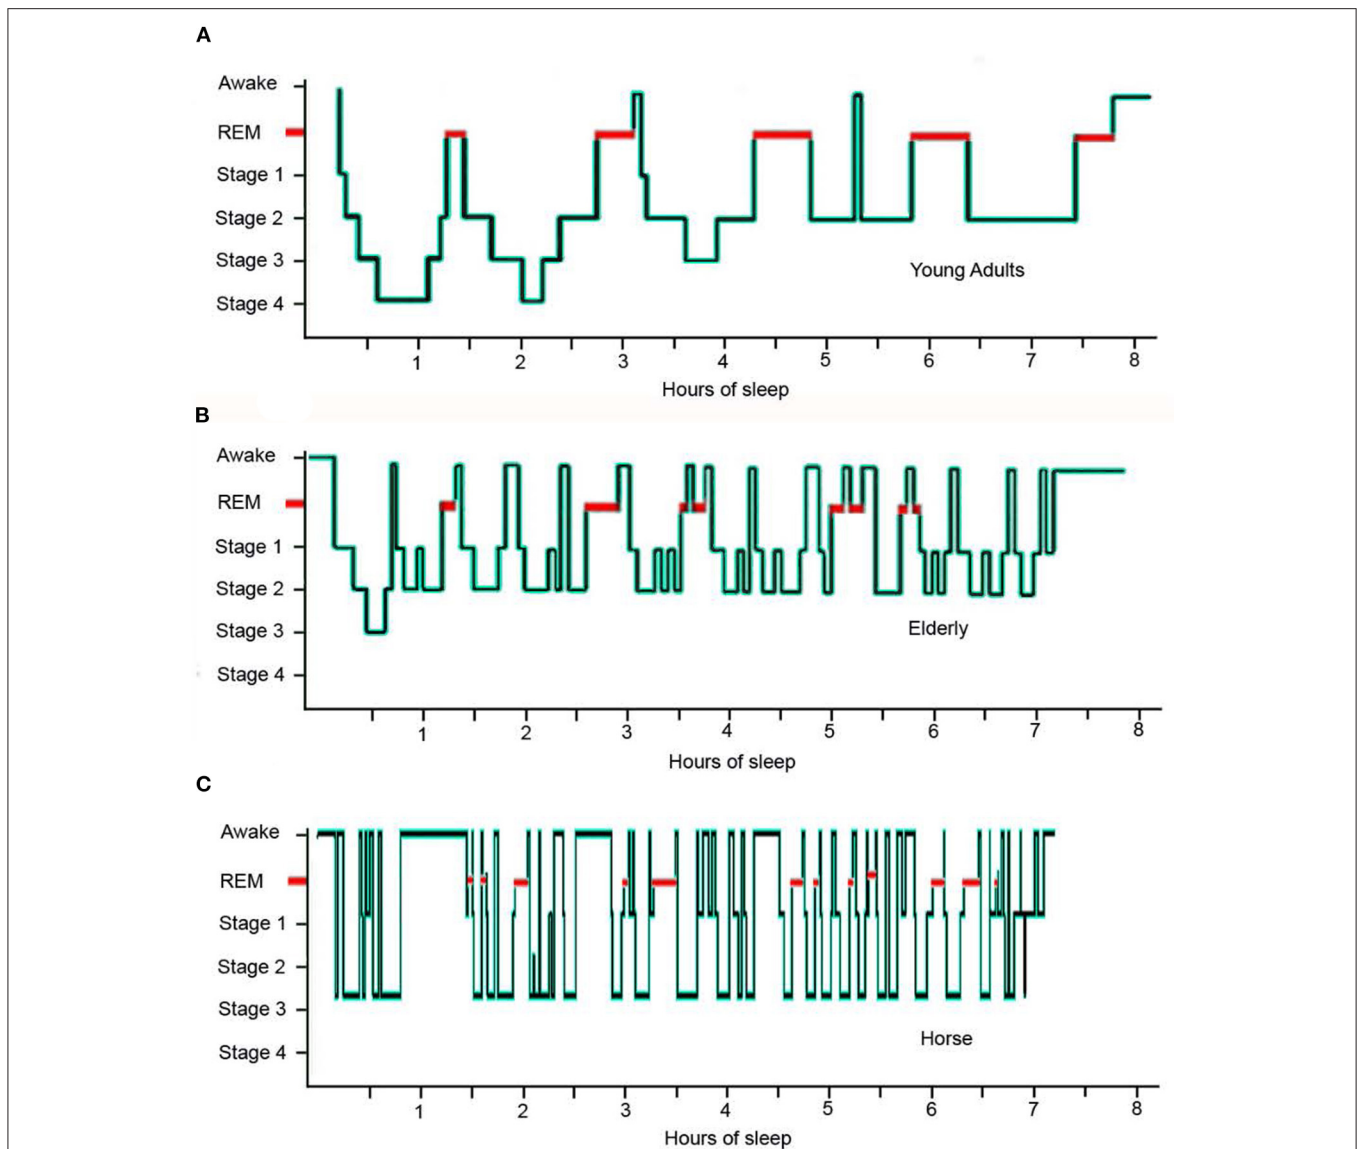 A
Awake
REM
Stage 1
Stage 2
Stage 3
Stage 4
Young Adults
1 2 3 4 5 6 7 8
Hours of sleep
B
Awake
REM
Stage 1
Stage 2
Stage 3
Elderly
Stage 4
1 2 3 4 5 6 7 8
Hours of sleep
C
Awake
REM
Stage 1
Stage 2
Stage 3
Horse
Stage 4
1 2 3 4 5 6 7 8
Hours of sleep